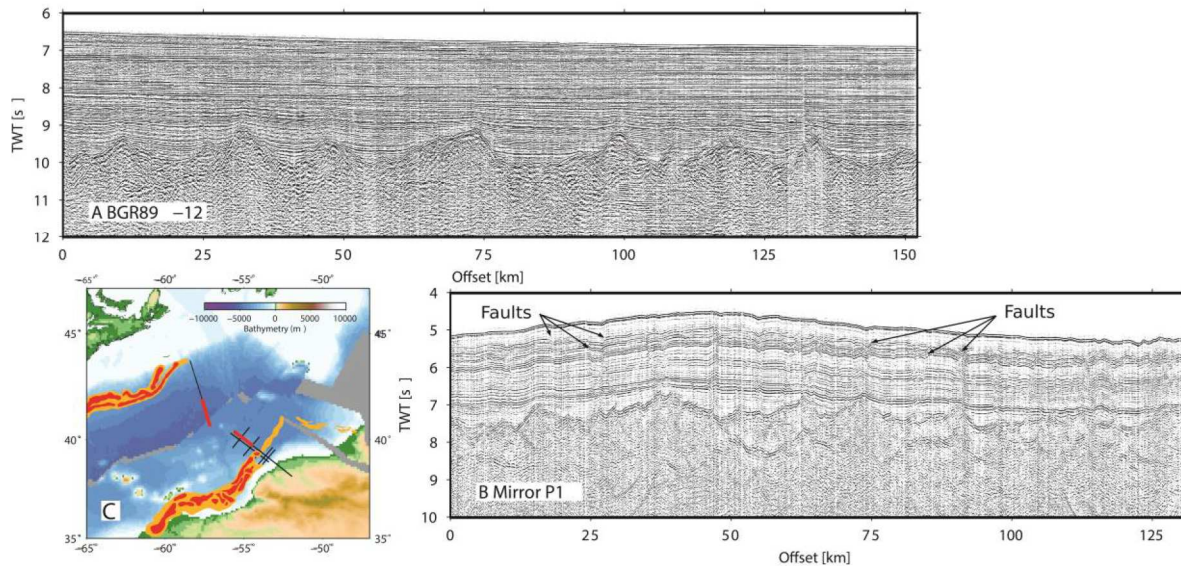 6
7
8
9
10
11
12
TWT [s
A BGR89 −12
0 25 50 75 100 125 150
Offset [km]
−65° −60° −55° −50°
−10000 −5000 0 5000 10000
Bathymetry (m )
45° 45°
40° 40°
35° 35°
C
−65° −60° −55° −50°
4
5
6
7
8
9
10
TWT [s
Faults Faults
B Mirror P1
0 25 50 75 100 125
Offset [km]